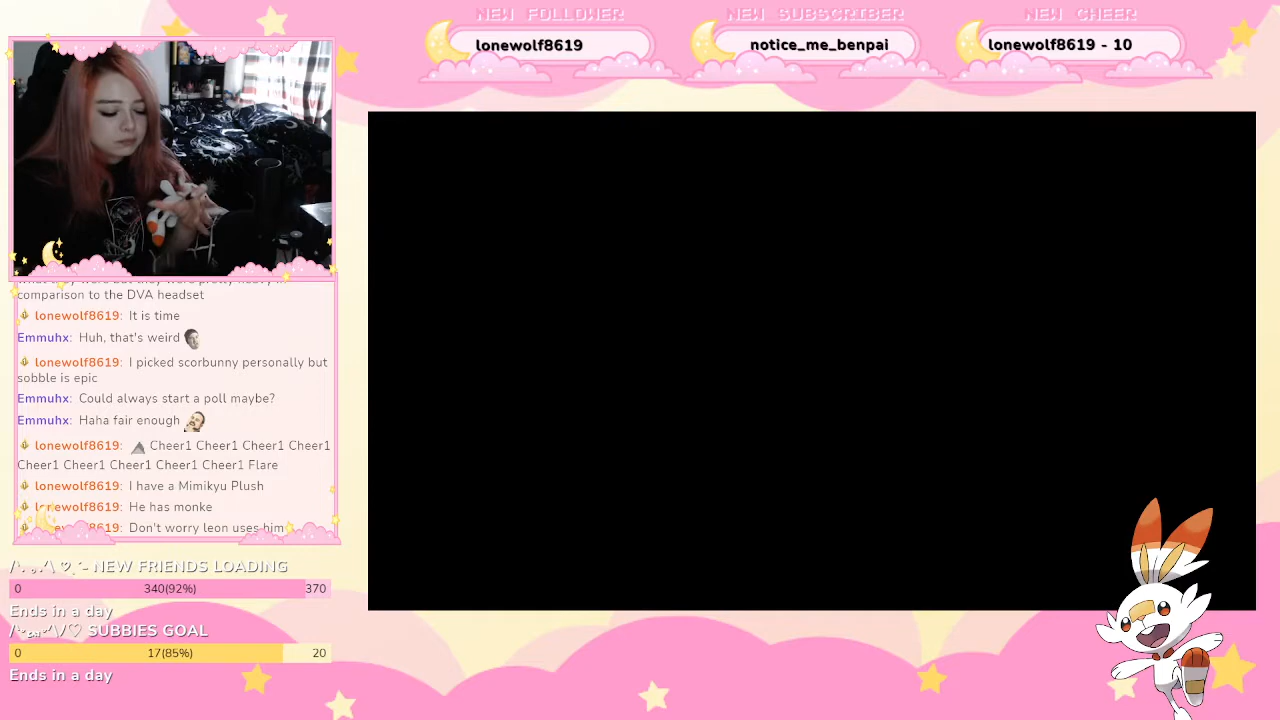 NEW FOLLOWER
NEW SUBSCRIBER
NEW CHEER
lonewolf8619
notice_me_benpai
lonewolf8619 - 10
comparison to the DVA headset
lonewolf8619: It is time
Emmuhx: Huh, that's weird
lonewolf8619: I picked scorbunny personally but
sobble is epic
Emmuhx: Could always start a poll maybe?
Emmuhx: Haha fair enough
lonewolf8619: Cheer1 Cheer1 Cheer1 Cheer1
Cheer1 Cheer1 Cheer1 Cheer1 Cheer1 Flare
lonewolf8619: I have a Mimikyu Plush
lonewolf8619: He has monke
8619: Don't worry leon uses him
NEW FRIENDS LOADING
0 340(92%) 370
Ends in a day
SUBBIES GOAL
0 17(85%) 20
Ends in a day